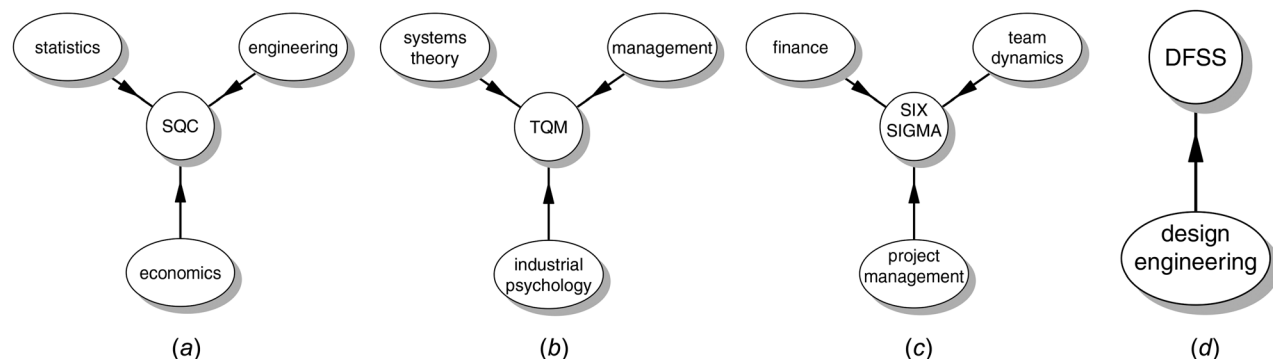 statistics
engineering
SQC
economics
(a)
systems
theory
management
TQM
industrial
psychology
(b)
finance
team
dynamics
SIX
SIGMA
project
management
(c)
DFSS
design
engineering
(d)